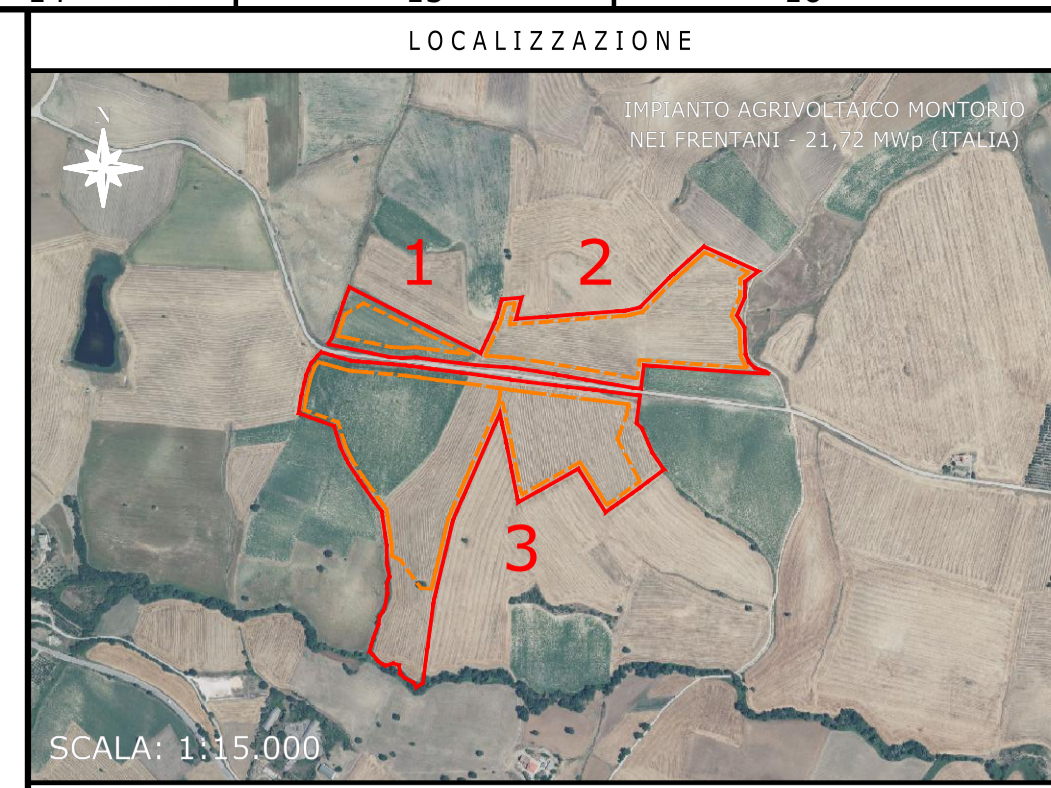 LOCALIZZAZIONE
N
IMPIANTO AGRIVOLTAICO MONTORIO
NEI FRENTANI - 21,72 MWp (ITALIA)
1
2
3
SCALA: 1:15.000